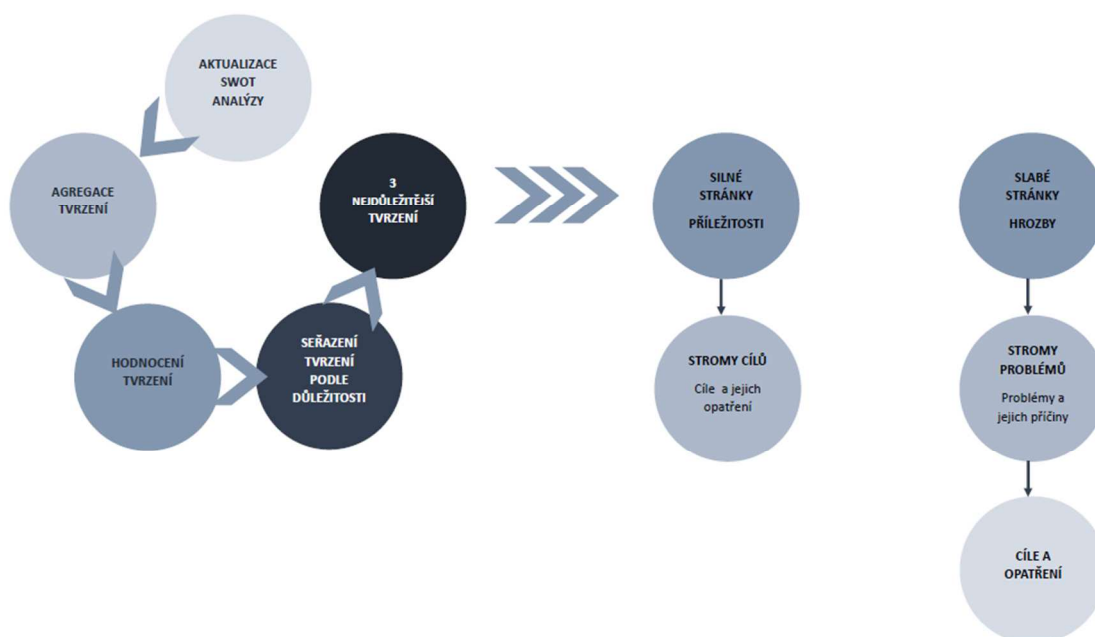 AKTUALIZACE
SWOT
ANALÝZY
AGREGACE
TVRZENÍ
HODNOCENÍ
TVRZENÍ
SEŘAZENÍ
TVRZENÍ
PODLE
DŮLEŽITOSTI
3
NEJDŮLEŽITĚJŠÍ
TVRZENÍ
SILNÉ
STRÁNKY
PŘÍLEŽITOSTI
STROMY CÍLŮ
Cíle a jejich
opatření
SLABÉ
STRÁNKY
HROZBY
STROMY
PROBLÉMŮ
Problémy a
jejich příčiny
CÍLE A
OPATŘENÍ